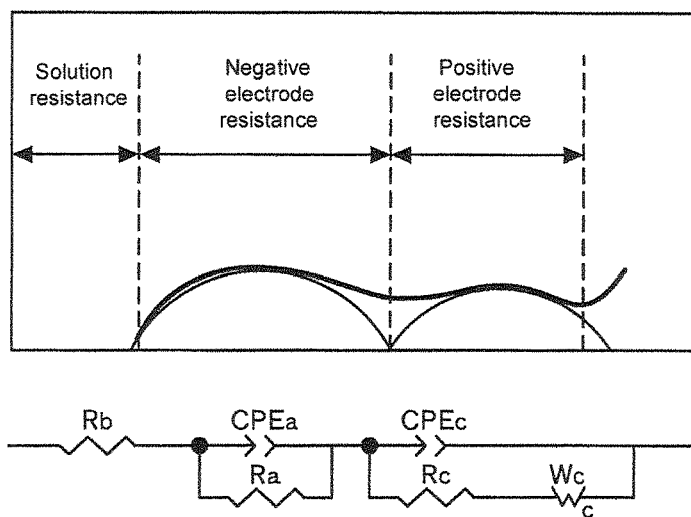 Solution
resistance
Negative
electrode
resistance
Positive
electrode
resistance
Rb
CPEa
CPEc
Ra
Rc
Wc
c